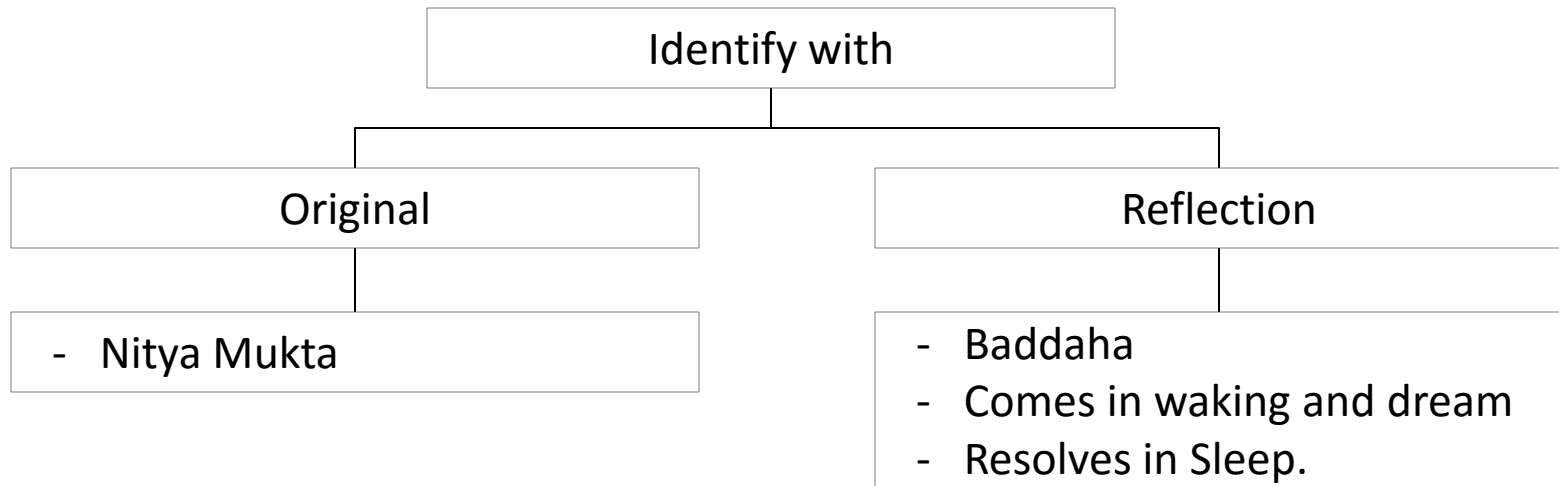 Identify with
Original
Reflection
- Nitya Mukta
- Baddaha
- Comes in waking and dream
- Resolves in Sleep.